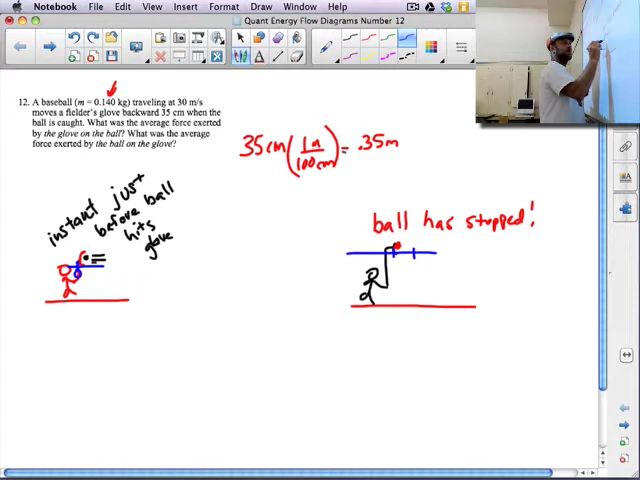 Notebook Edit View Insert Format Draw Tools Window Help
Quant Energy Flow Diagrams Number 12
12. A baseball (m = 0.140 kg) traveling at 30 m/s
moves a fielder's glove backward 35 cm when the
ball is caught. What was the average force exerted
by the glove on the ball? What was the average
force exerted by the ball on the glove?
35cm(1m/100cm)= .35m
instant just
before ball
hits
glove
ball has stopped!